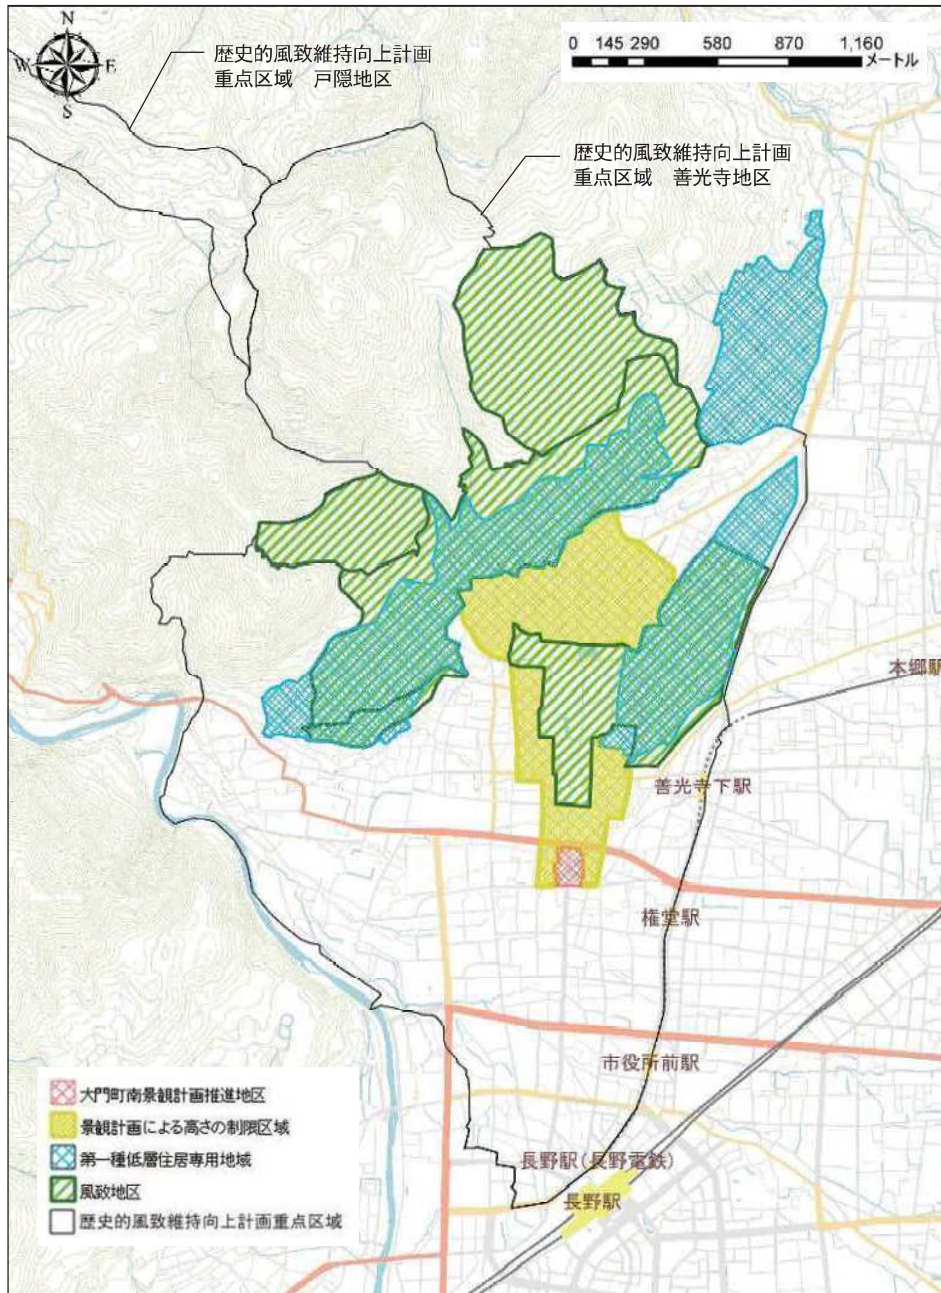 N
W E
S
歴史的風致維持向上計画
重点区域 戸隠地区
0 145 290 580 870 1,160
メートル
歴史的風致維持向上計画
重点区域 善光寺地区
本郷駅
善光寺下駅
権堂駅
市役所前駅
長野駅(長野電鉄)
長野駅
大門町南景観計画推進地区
景観計画による高さの制限区域
第一種低層住居専用地域
風致地区
歴史的風致維持向上計画重点区域